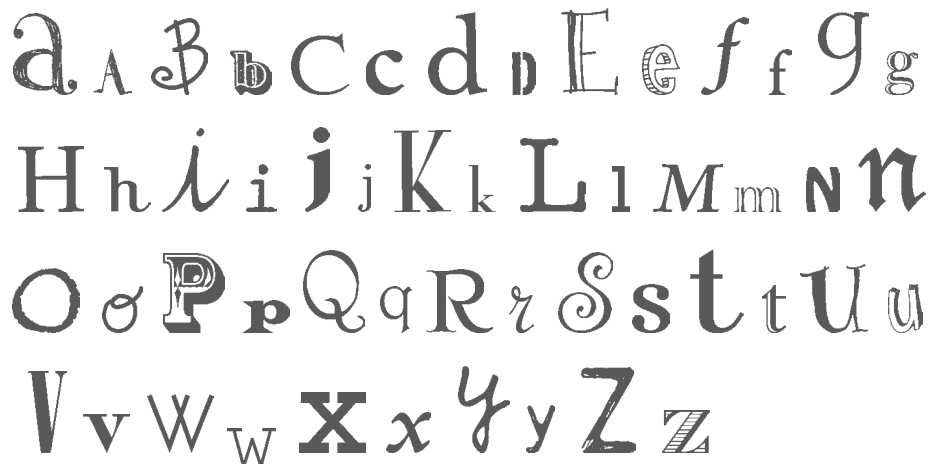 a A B b C c d D E e f f g g
H h i i j j K k L l M m N n
O o P p Q q R r S s t t U u
V v W w X x y y Z z